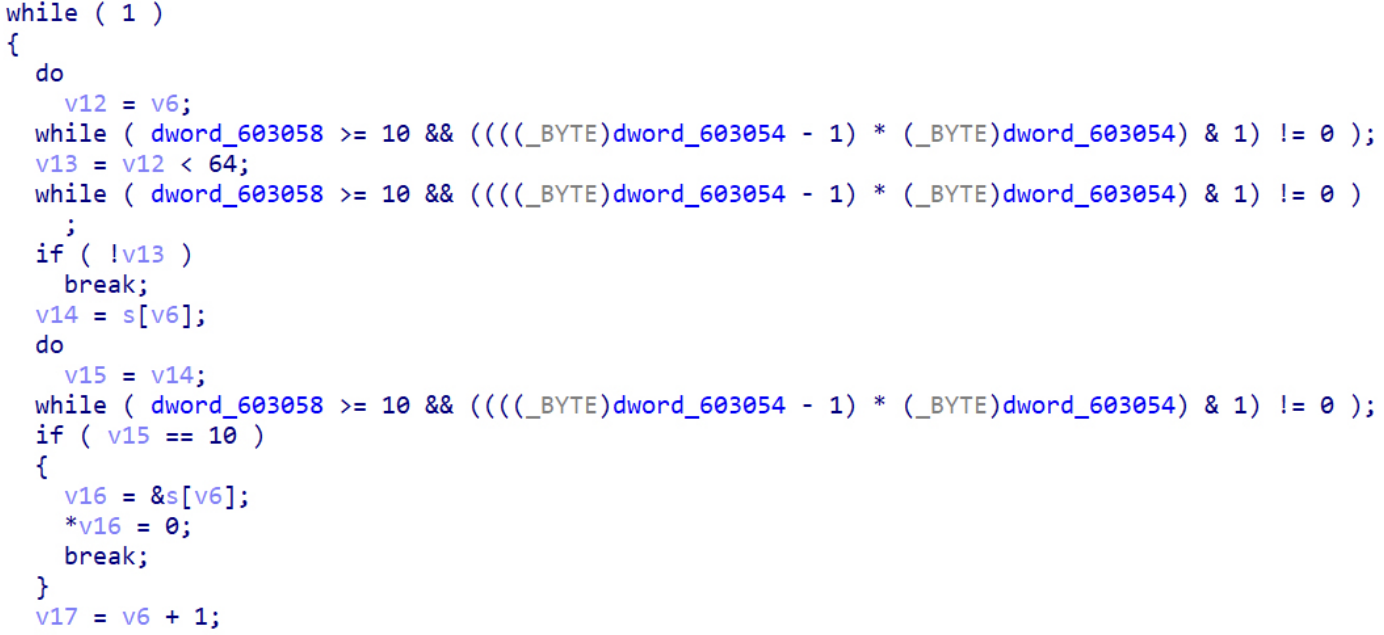 while ( 1 )
{
  do
    v12 = v6;
  while ( dword_603058 >= 10 && ((((_BYTE)dword_603054 - 1) * (_BYTE)dword_603054) & 1) != 0 );
  v13 = v12 < 64;
  while ( dword_603058 >= 10 && ((((_BYTE)dword_603054 - 1) * (_BYTE)dword_603054) & 1) != 0 )
    ;
  if ( !v13 )
    break;
  v14 = s[v6];
  do
    v15 = v14;
  while ( dword_603058 >= 10 && ((((_BYTE)dword_603054 - 1) * (_BYTE)dword_603054) & 1) != 0 );
  if ( v15 == 10 )
  {
    v16 = &s[v6];
    *v16 = 0;
    break;
  }
  v17 = v6 + 1;